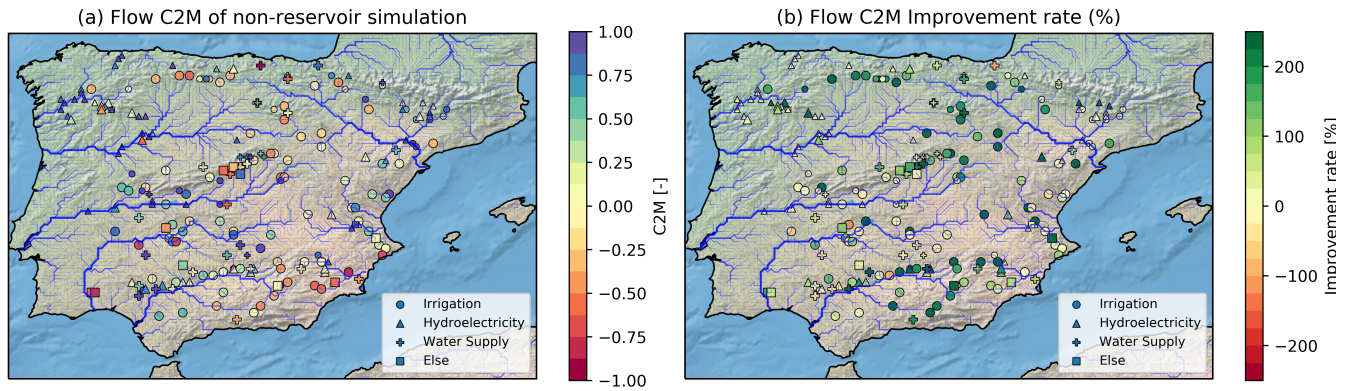 (a) Flow C2M of non-reservoir simulation
1.00
0.75
0.50
0.25
0.00
−0.25
−0.50
−0.75
−1.00
C2M [-]
Irrigation
Hydroelectricity
Water Supply
Else
(b) Flow C2M Improvement rate (%)
200
100
0
−100
−200
Improvement rate [%]
Irrigation
Hydroelectricity
Water Supply
Else